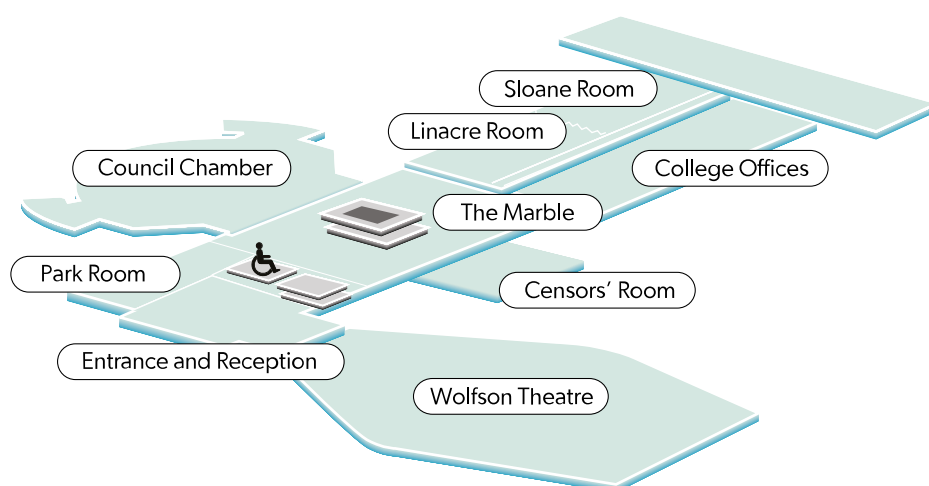 Sloane Room
Linacre Room
Council Chamber
College Offices
The Marble
Park Room
Censors’ Room
Entrance and Reception
Wolfson Theatre